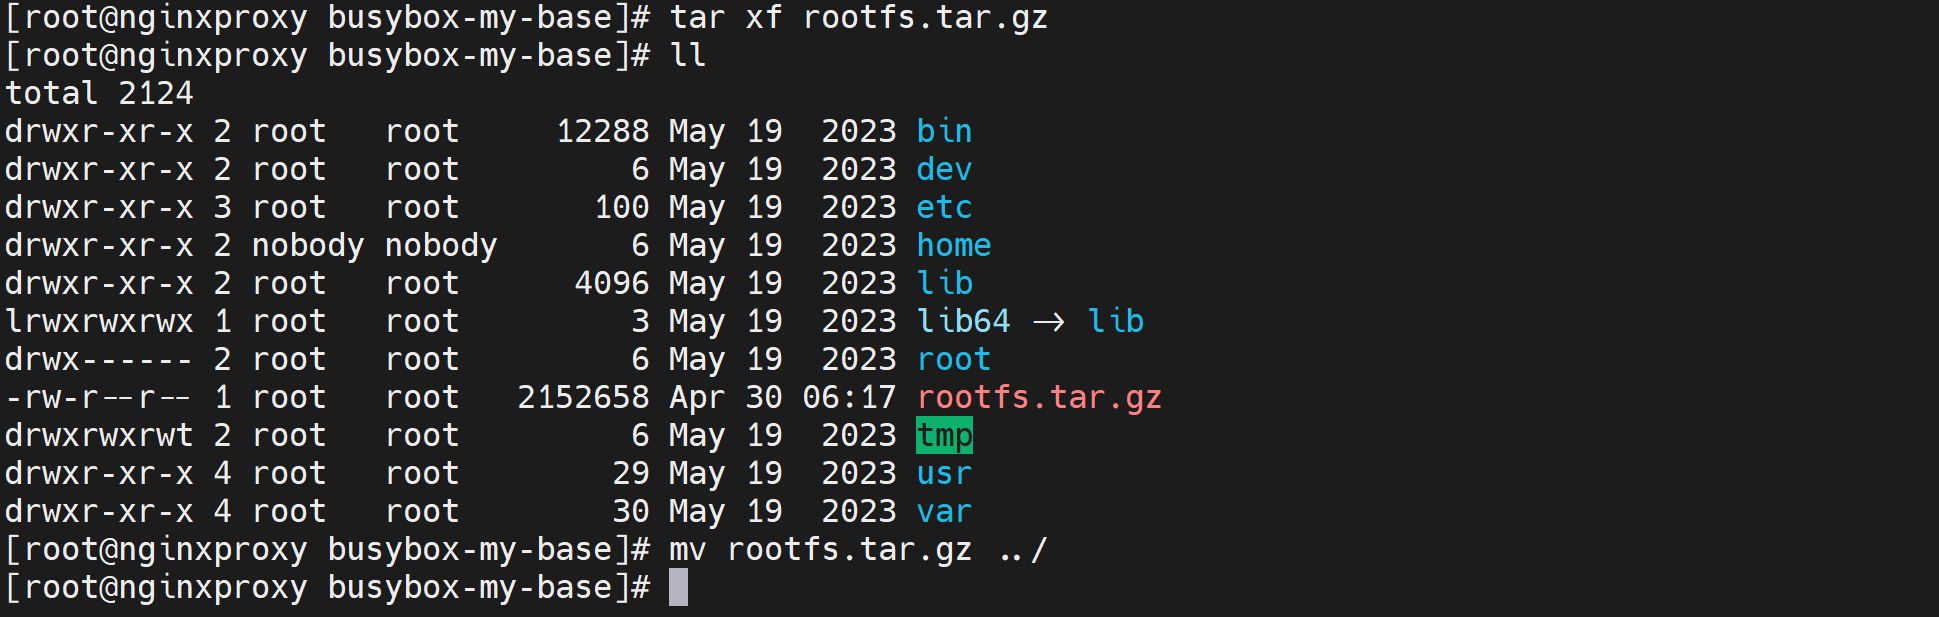 [root@nginxproxy busybox-my-base]# tar xf rootfs.tar.gz
[root@nginxproxy busybox-my-base]# ll
total 2124
drwxr-xr-x 2 root   root     12288 May 19  2023 bin
drwxr-xr-x 2 root   root         6 May 19  2023 dev
drwxr-xr-x 3 root   root       100 May 19  2023 etc
drwxr-xr-x 2 nobody nobody       6 May 19  2023 home
drwxr-xr-x 2 root   root      4096 May 19  2023 lib
lrwxrwxrwx 1 root   root         3 May 19  2023 lib64 -> lib
drwx------ 2 root   root         6 May 19  2023 root
-rw-r--r-- 1 root   root   2152658 Apr 30 06:17 rootfs.tar.gz
drwxrwxrwt 2 root   root         6 May 19  2023 tmp
drwxr-xr-x 4 root   root        29 May 19  2023 usr
drwxr-xr-x 4 root   root        30 May 19  2023 var
[root@nginxproxy busybox-my-base]# mv rootfs.tar.gz ../
[root@nginxproxy busybox-my-base]#